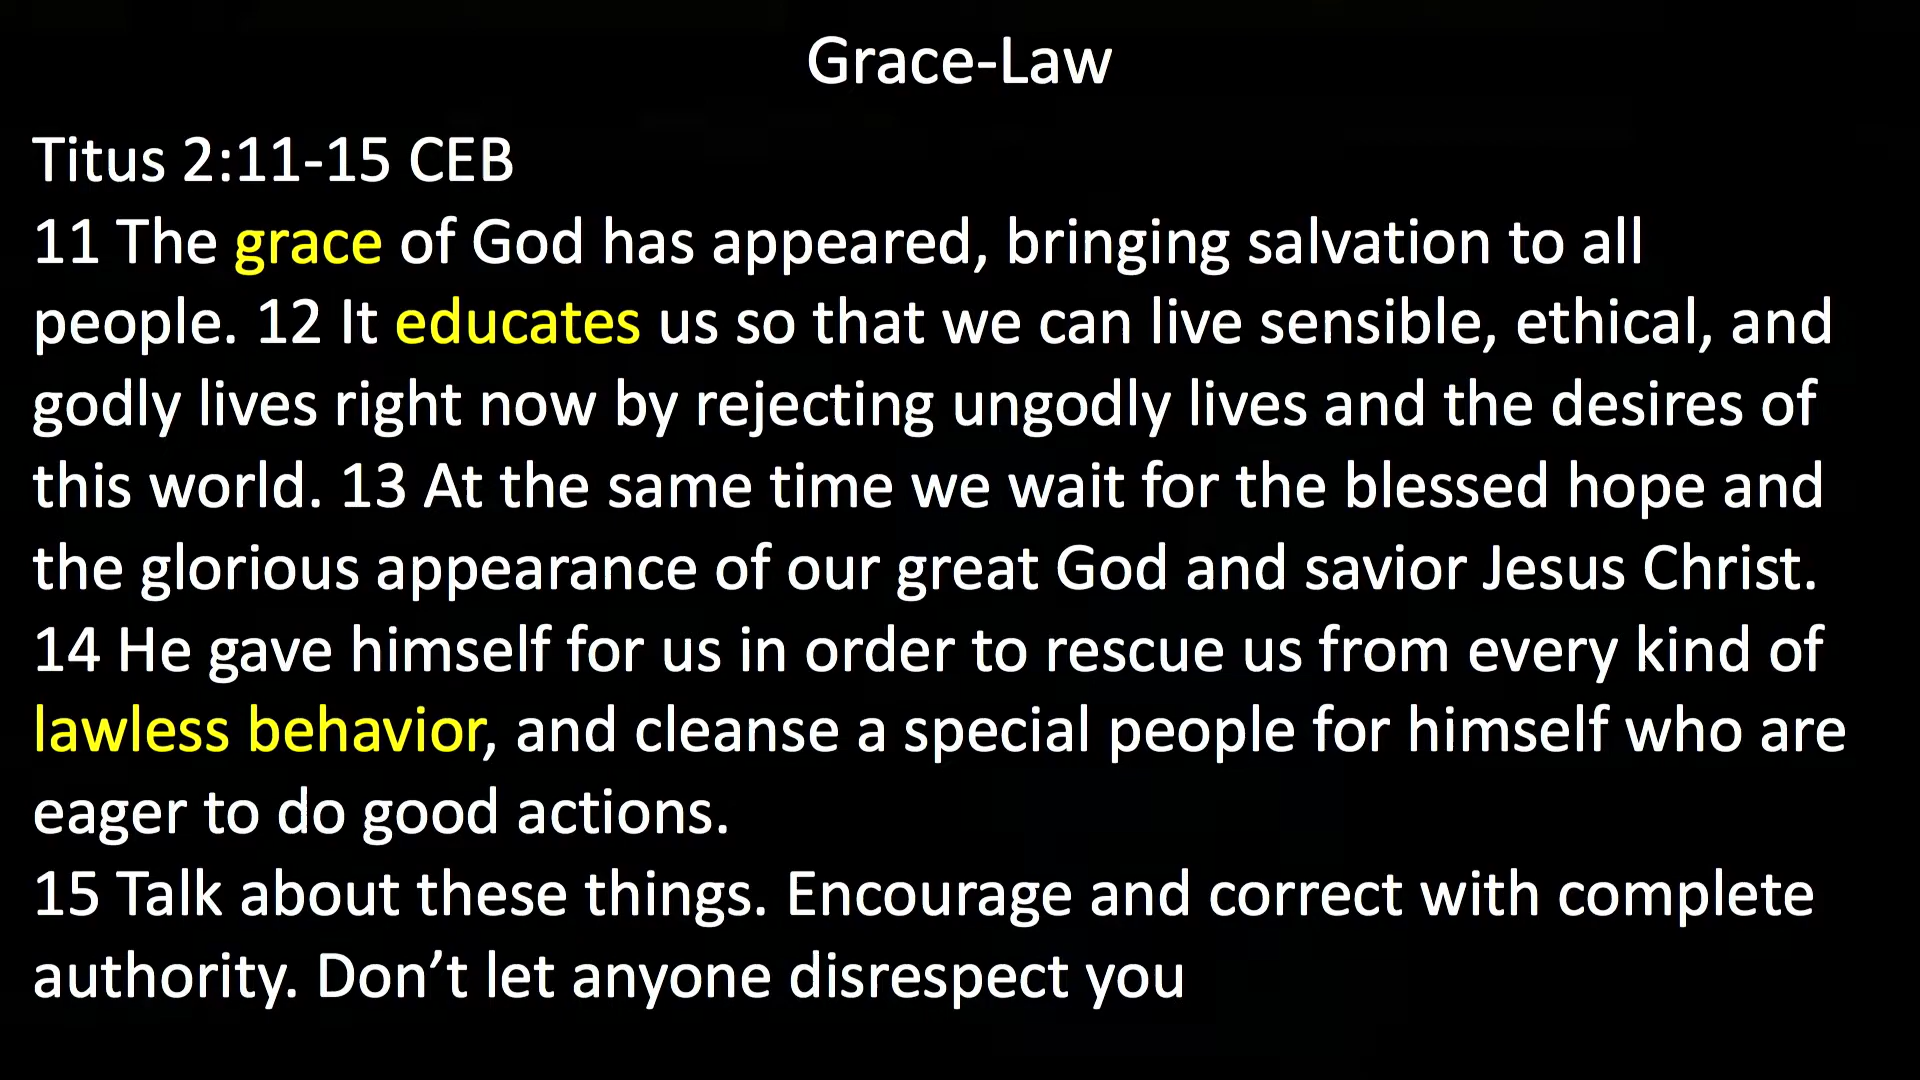 Grace-Law
Titus 2:11-15 CEB
11 The grace of God has appeared, bringing salvation to all
people. 12 It educates us so that we can live sensible, ethical, and
godly lives right now by rejecting ungodly lives and the desires of
this world. 13 At the same time we wait for the blessed hope and
the glorious appearance of our great God and savior Jesus Christ.
14 He gave himself for us in order to rescue us from every kind of
lawless behavior, and cleanse a special people for himself who are
eager to do good actions.
15 Talk about these things. Encourage and correct with complete
authority. Don’t let anyone disrespect you